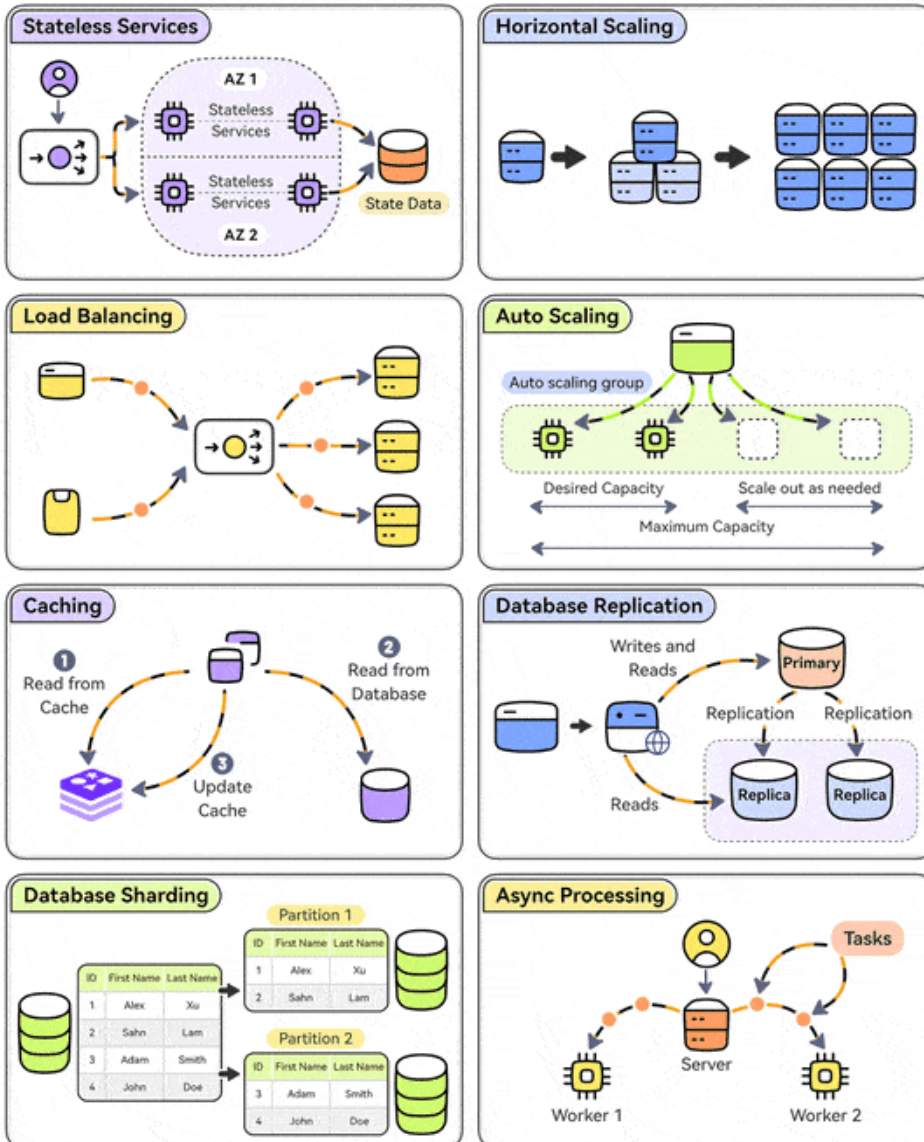 Stateless Services
AZ 1
Stateless
Services
Stateless
Services
AZ 2
State Data
Horizontal Scaling
Load Balancing
Auto Scaling
Auto scaling group
Desired Capacity
Scale out as needed
Maximum Capacity
Caching
1
Read from
Cache
2
Read from
Database
3
Update
Cache
Database Replication
Writes and
Reads
Primary
Replication
Replication
Reads
Replica
Replica
Database Sharding
ID First Name Last Name
1 Alex Xu
2 Sahn Lam
3 Adam Smith
4 John Doe
Partition 1
ID First Name Last Name
1 Alex Xu
2 Sahn Lam
Partition 2
ID First Name Last Name
3 Adam Smith
4 John Doe
Async Processing
Tasks
Server
Worker 1
Worker 2